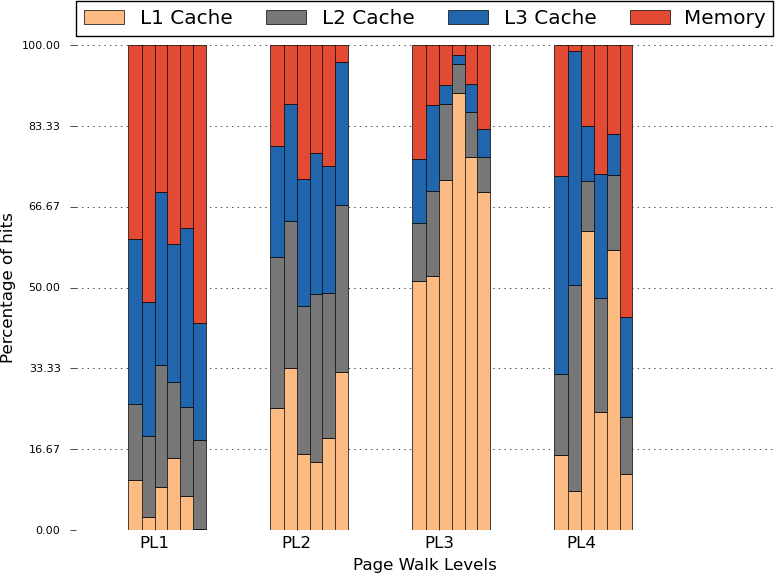 L1 Cache L2 Cache L3 Cache Memory
100.00
83.33
66.67
50.00
33.33
16.67
0.00
Percentage of hits
PL1 PL2 PL3 PL4
Page Walk Levels